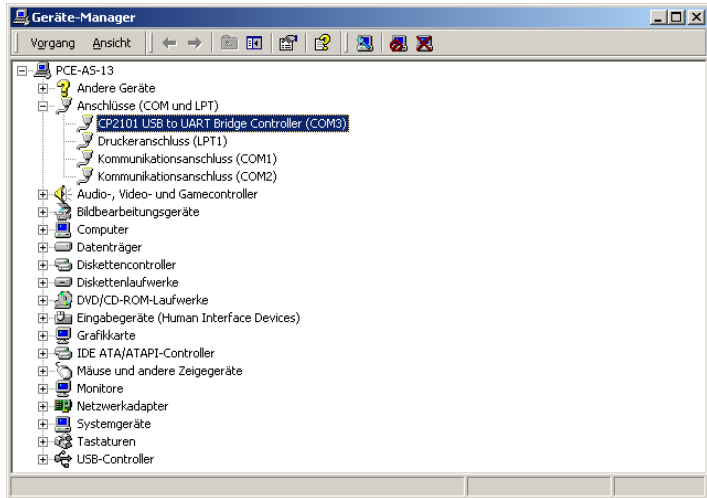 Geräte-Manager
Vorgang Ansicht
PCE-AS-13
Andere Geräte
Anschlüsse (COM und LPT)
CP2101 USB to UART Bridge Controller (COM3)
Druckeranschluss (LPT1)
Kommunikationsanschluss (COM1)
Kommunikationsanschluss (COM2)
Audio-, Video- und Gamecontroller
Bildbearbeitungsgeräte
Computer
Datenträger
Diskettencontroller
Diskettenlaufwerke
DVD/CD-ROM-Laufwerke
Eingabegeräte (Human Interface Devices)
Grafikkarte
IDE ATA/ATAPI-Controller
Mäuse und andere Zeigegeräte
Monitore
Netzwerkadapter
Systemgeräte
Tastaturen
USB-Controller